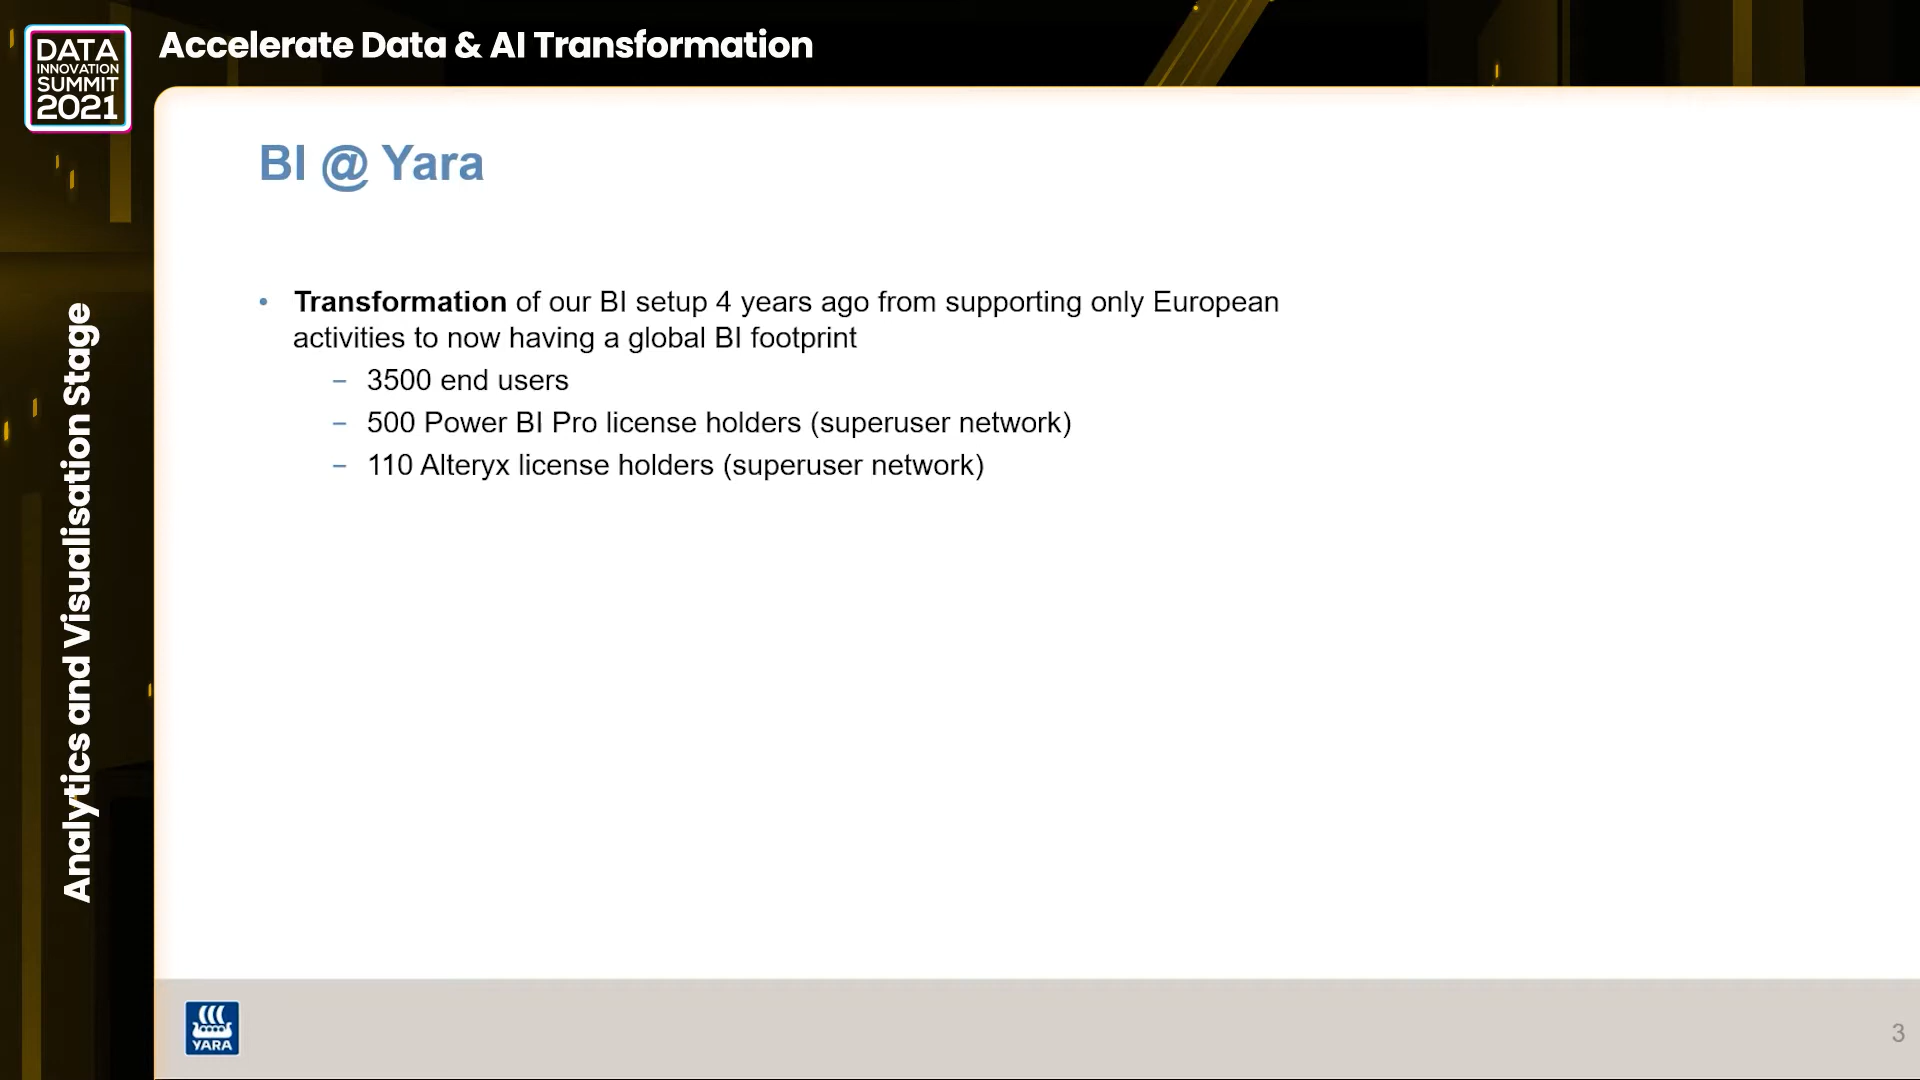 DATA
INNOVATION
SUMMIT
2021
Accelerate Data & AI Transformation
Analytics and Visualisation Stage
BI @ Yara
• Transformation of our BI setup 4 years ago from supporting only European
activities to now having a global BI footprint
– 3500 end users
– 500 Power BI Pro license holders (superuser network)
– 110 Alteryx license holders (superuser network)
YARA
3